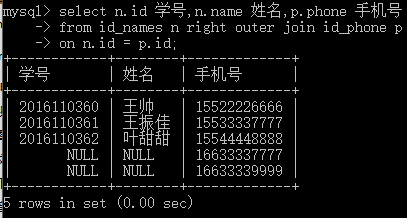 mysql> select n.id 学号,n.name 姓名,p.phone 手机号
    -> from id_names n right outer join id_phone p
    -> on n.id = p.id;
+------------+--------+-------------+
| 学号       | 姓名   | 手机号      |
+------------+--------+-------------+
| 2016110360 | 王帅   | 15522226666 |
| 2016110361 | 王振佳 | 15533337777 |
| 2016110362 | 叶甜甜 | 15544448888 |
|       NULL | NULL   | 16633337777 |
|       NULL | NULL   | 16633339999 |
+------------+--------+-------------+
5 rows in set (0.00 sec)